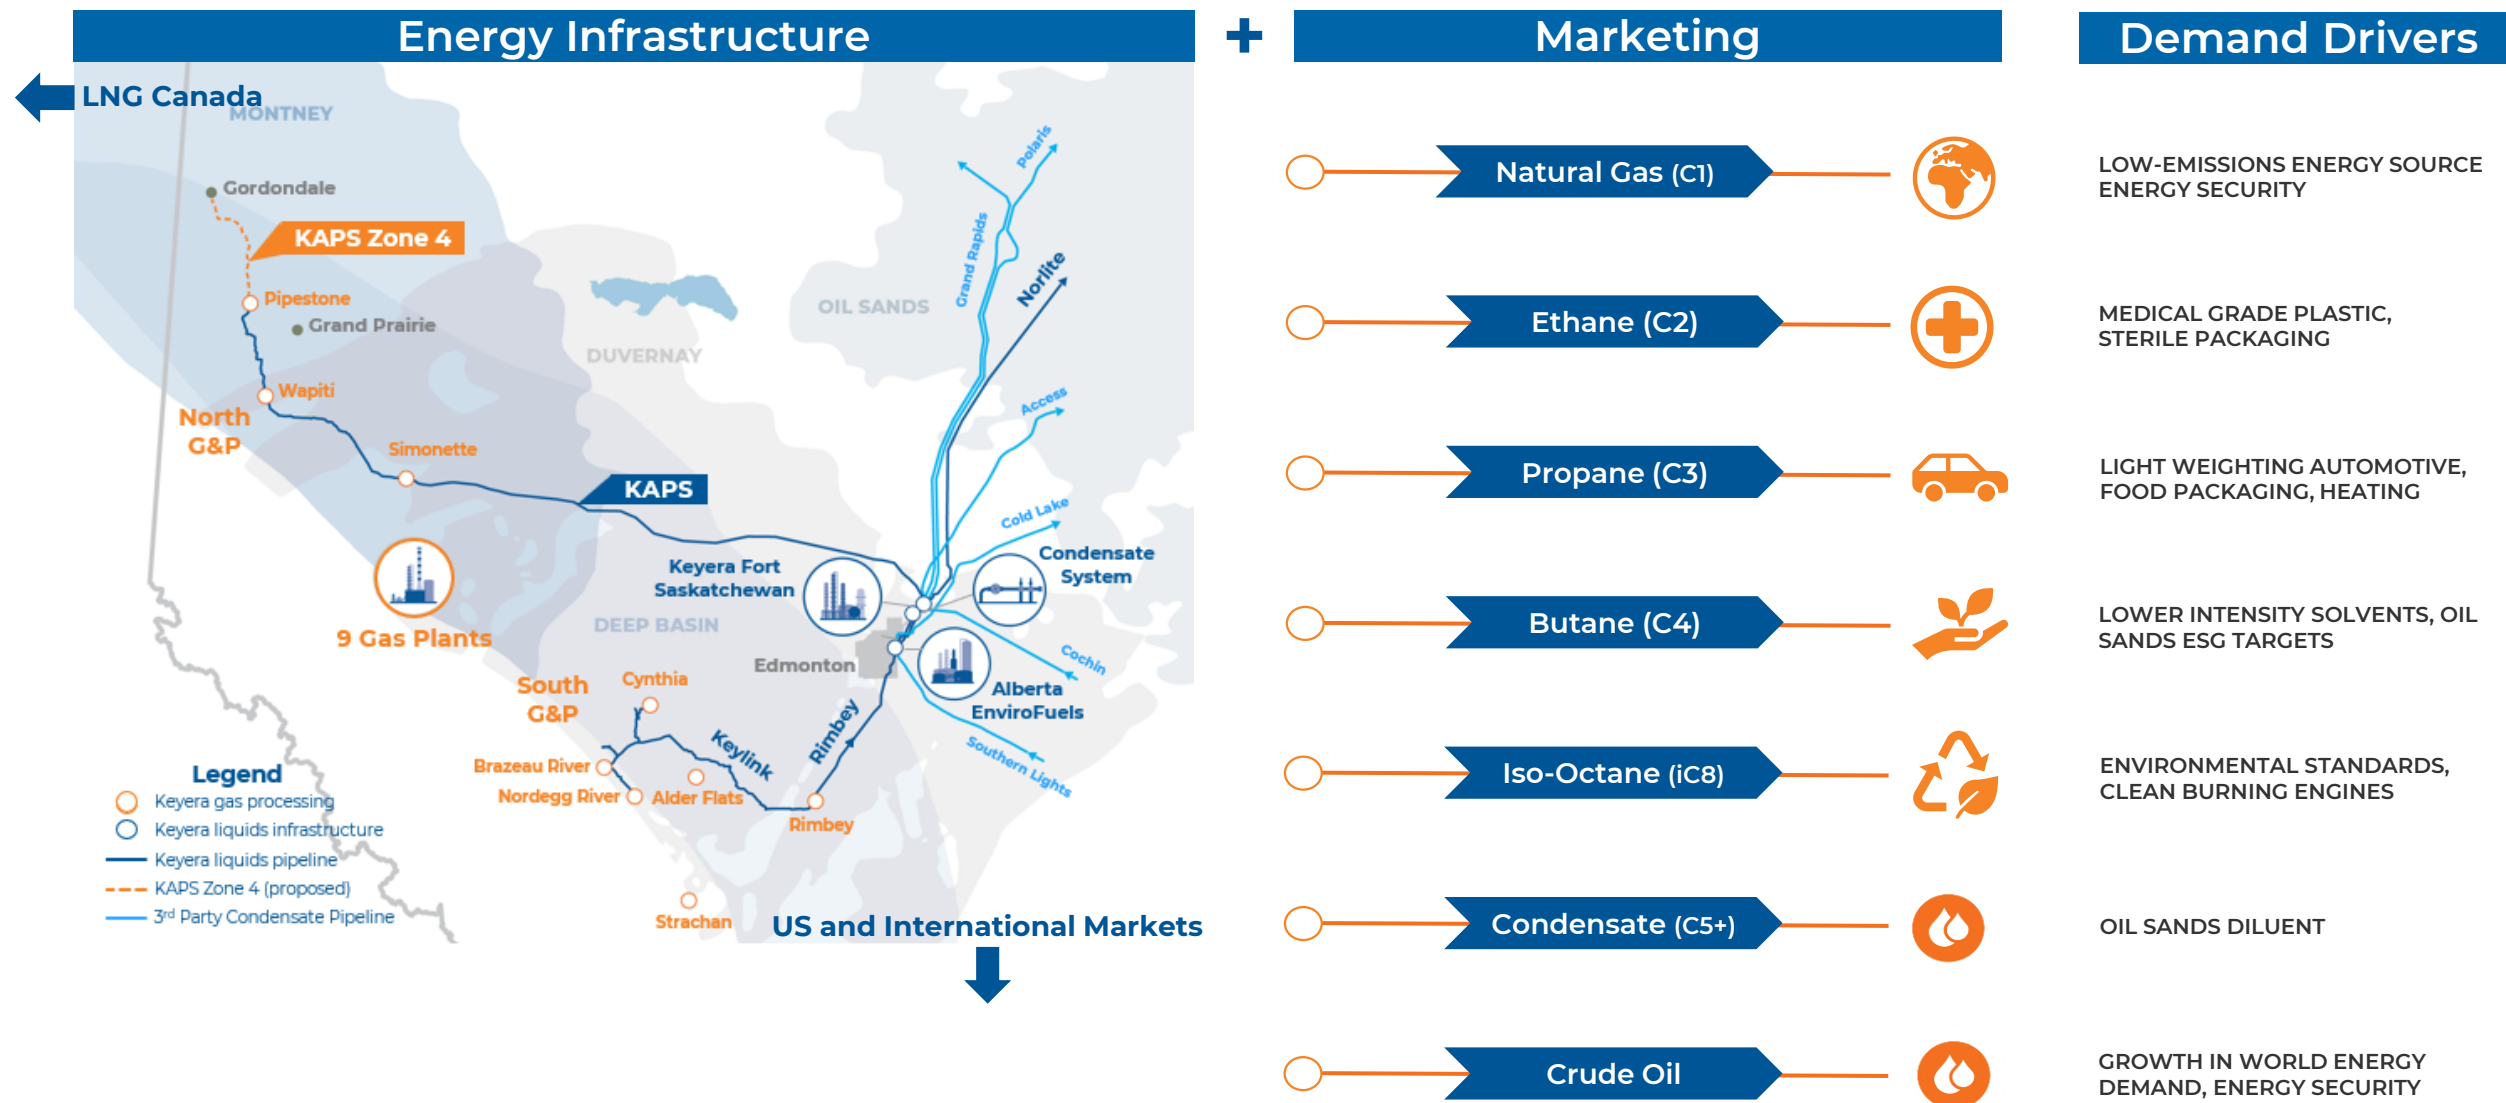 Energy Infrastructure
+
Marketing
Demand Drivers
LNG Canada
MONTNEY
Gordondale
KAPS Zone 4
Pipestone
Grand Prairie
Wapiti
North
G&P
Simonette
KAPS
DUVERNAY
OIL SANDS
Polaris
Grand Rapids
Norlite
Access
Cold Lake
Condensate
System
Keyera Fort
Saskatchewan
9 Gas Plants
DEEP BASIN
Edmonton
Cochin
Alberta
EnviroFuels
Southern Lights
South
G&P
Cynthia
Keylink
Rimbey
Brazeau River
Nordegg River
Alder Flats
Rimbey
Strachan
Legend
Keyera gas processing
Keyera liquids infrastructure
Keyera liquids pipeline
KAPS Zone 4 (proposed)
3rd Party Condensate Pipeline
US and International Markets
Natural Gas (C1)
LOW-EMISSIONS ENERGY SOURCE
ENERGY SECURITY
Ethane (C2)
MEDICAL GRADE PLASTIC,
STERILE PACKAGING
Propane (C3)
LIGHT WEIGHTING AUTOMOTIVE,
FOOD PACKAGING, HEATING
Butane (C4)
LOWER INTENSITY SOLVENTS, OIL
SANDS ESG TARGETS
Iso-Octane (iC8)
ENVIRONMENTAL STANDARDS,
CLEAN BURNING ENGINES
Condensate (C5+)
OIL SANDS DILUENT
Crude Oil
GROWTH IN WORLD ENERGY
DEMAND, ENERGY SECURITY